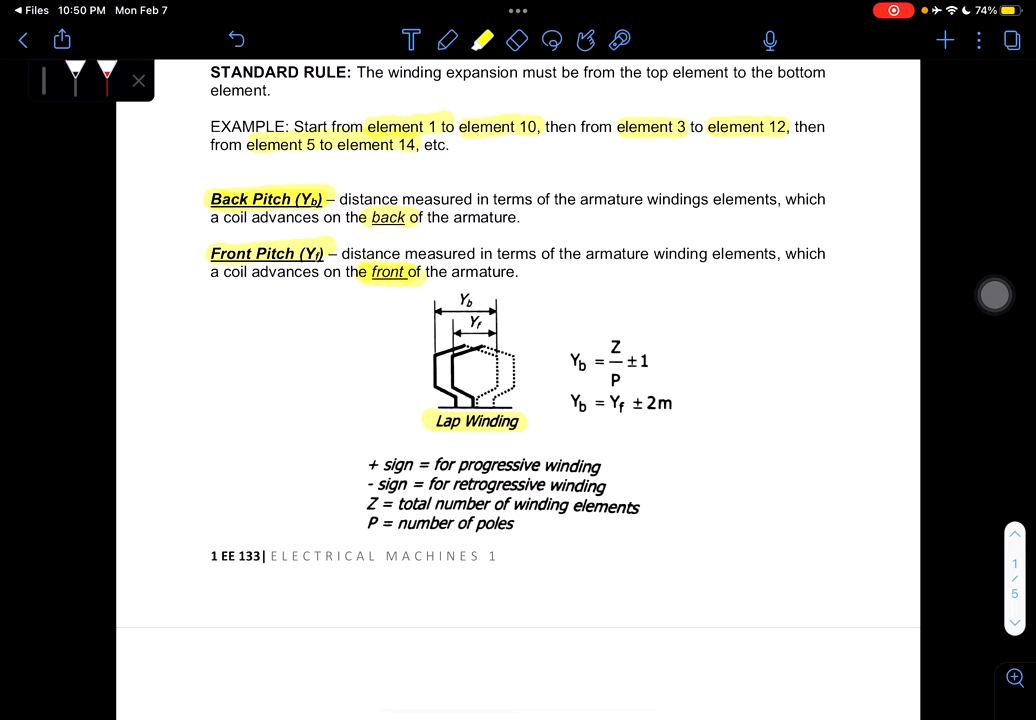 Files 10:50 PM Mon Feb 7
74%
STANDARD RULE: The winding expansion must be from the top element to the bottom
element.
EXAMPLE: Start from element 1 to element 10, then from element 3 to element 12, then
from element 5 to element 14, etc.
Back Pitch (Yb) – distance measured in terms of the armature windings elements, which
a coil advances on the back of the armature.
Front Pitch (Yf) – distance measured in terms of the armature winding elements, which
a coil advances on the front of the armature.
Yb
Yf
Yb = Z/P ±1
Yb = Yf ±2m
Lap Winding
+ sign = for progressive winding
- sign = for retrogressive winding
Z = total number of winding elements
P = number of poles
1 EE 133| ELECTRICAL MACHINES 1
1
/
5